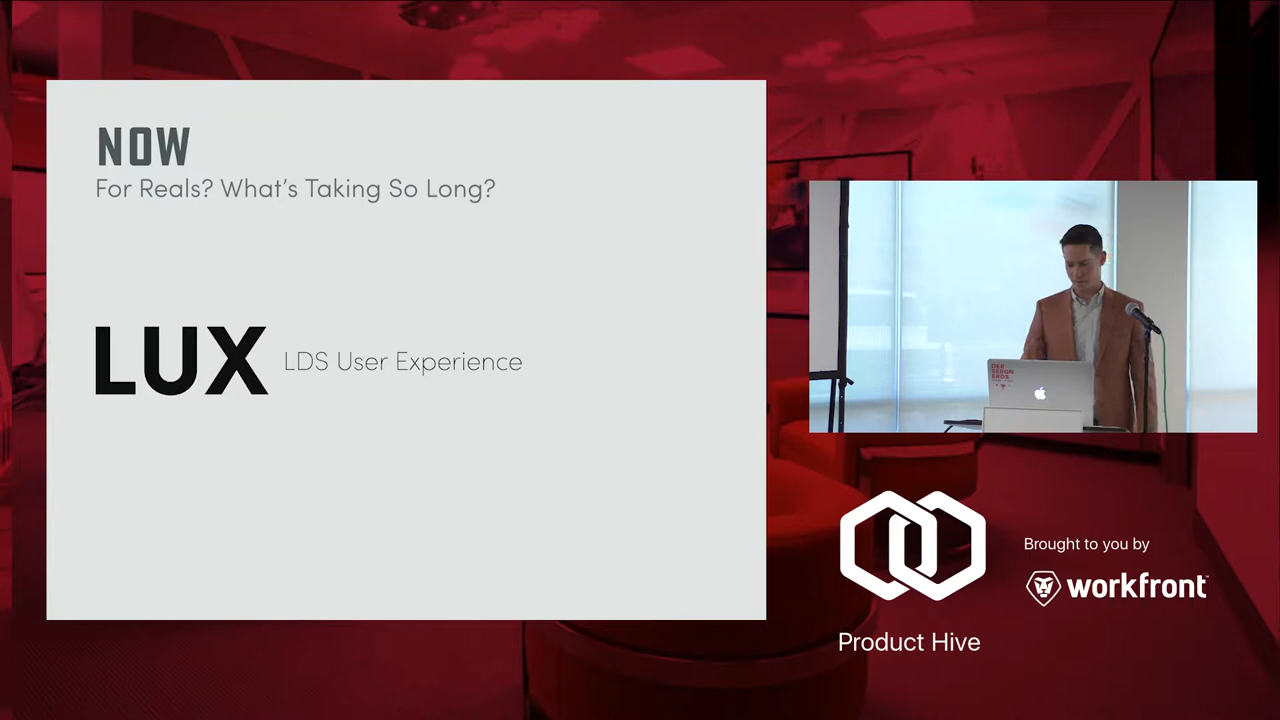 NOW
For Reals? What's Taking So Long?
LUX LDS User Experience
Brought to you by
workfront
Product Hive